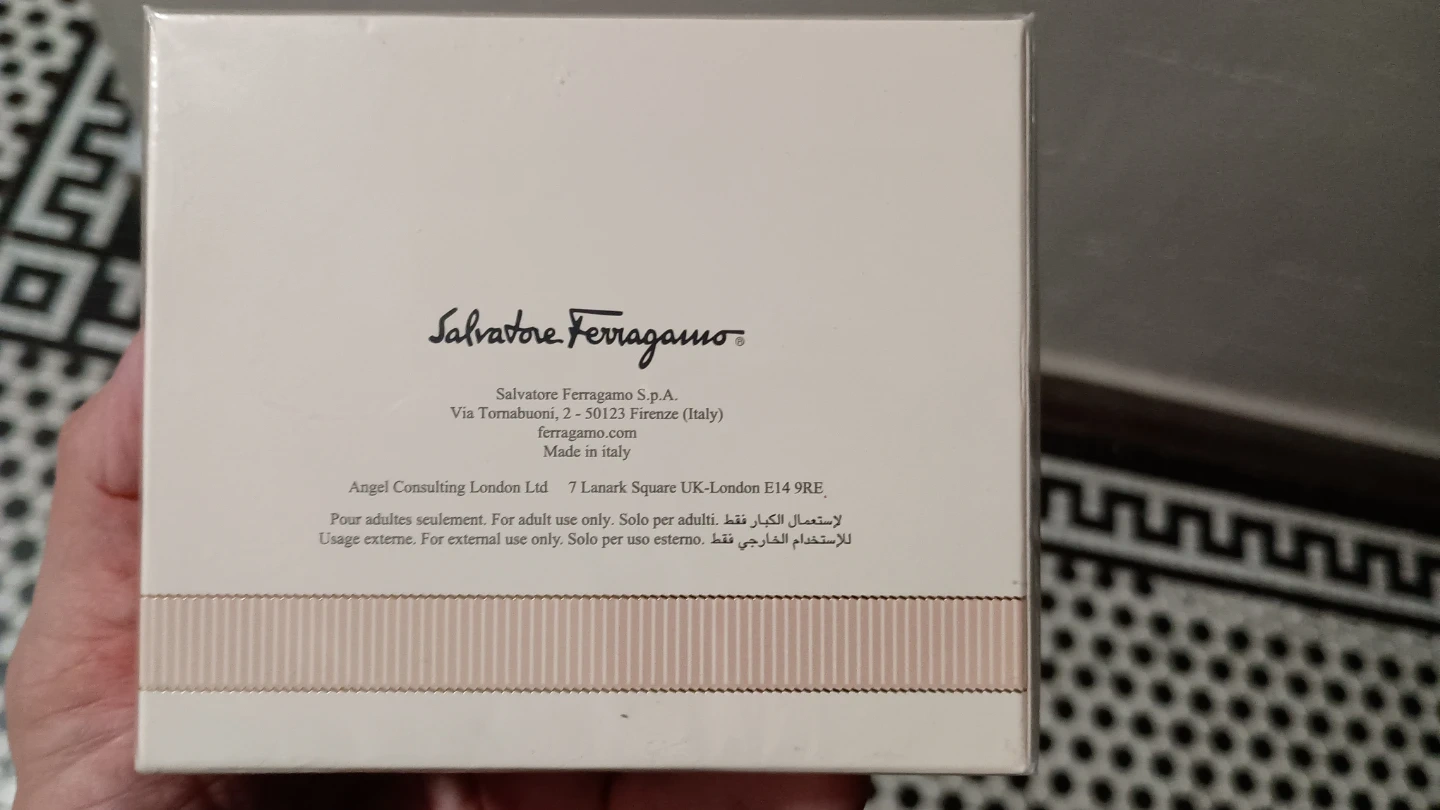 Salvatore Ferragamo®
Salvatore Ferragamo S.p.A.
Via Tornabuoni, 2 - 50123 Firenze (Italy)
ferragamo.com
Made in italy
Angel Consulting London Ltd 7 Lanark Square UK-London E14 9RE
Pour adultes seulement. For adult use only. Solo per adulti. لإستعمال الكبار فقط
Usage externe. For external use only. Solo per uso esterno. للإستخدام الخارجي فقط